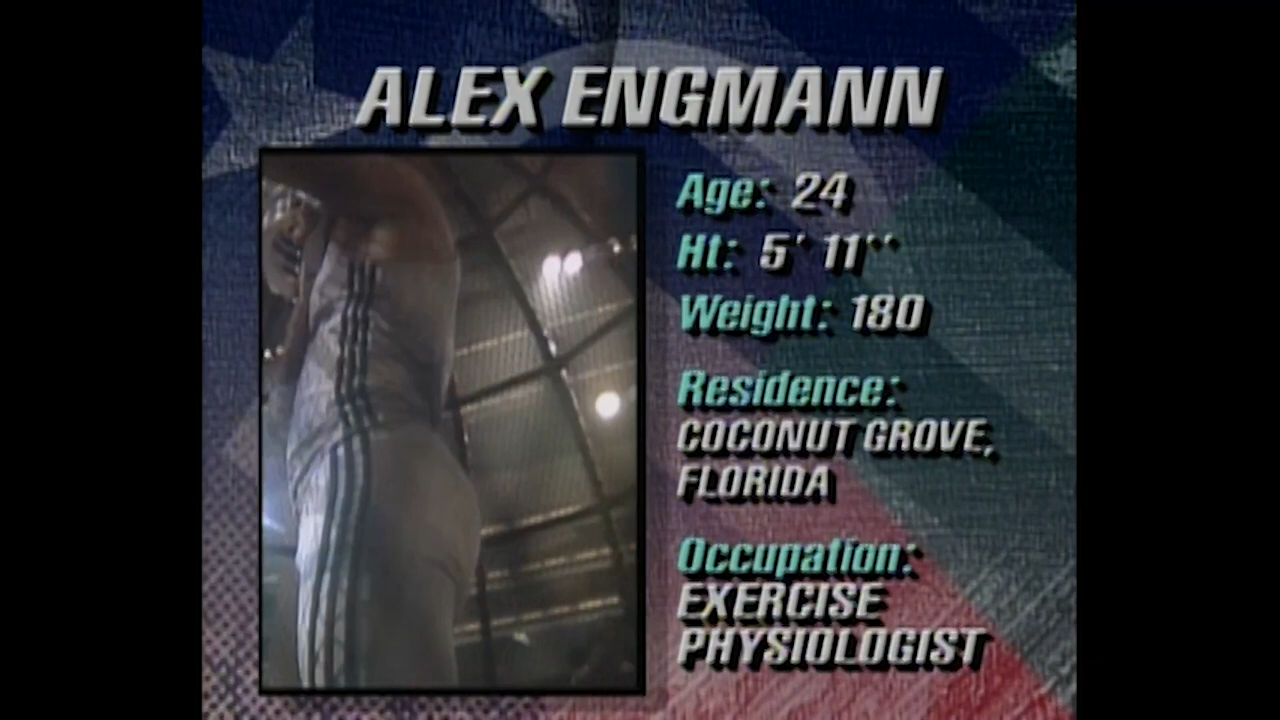 ALEX ENGMANN
Age: 24
Ht: 5' 11''
Weight: 180
Residence:
COCONUT GROVE,
FLORIDA
Occupation:
EXERCISE
PHYSIOLOGIST